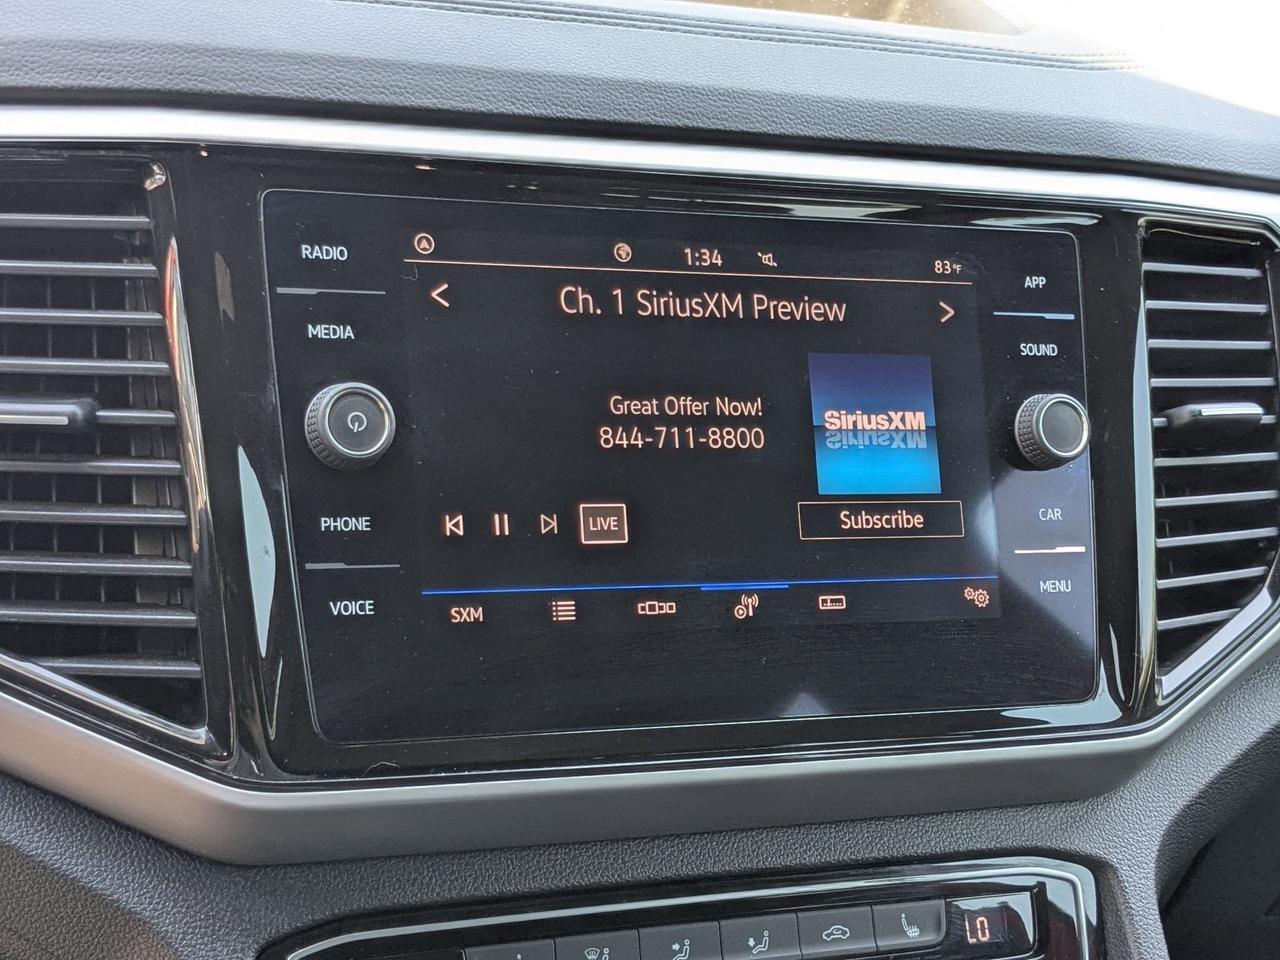 RADIO
MEDIA
PHONE
VOICE
1:34
83°F
< Ch. 1 SiriusXM Preview >
Great Offer Now!
844-711-8800
SiriusXM
LIVE
Subscribe
SXM
APP
SOUND
CAR
MENU
LO